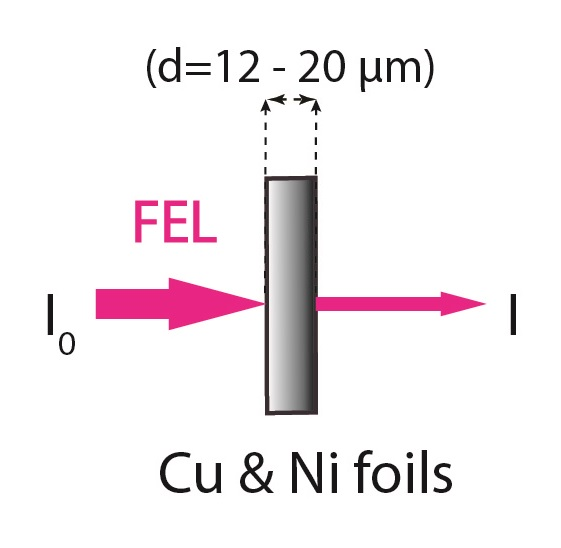 (d=12 - 20 μm)
FEL
I0
I
Cu & Ni foils